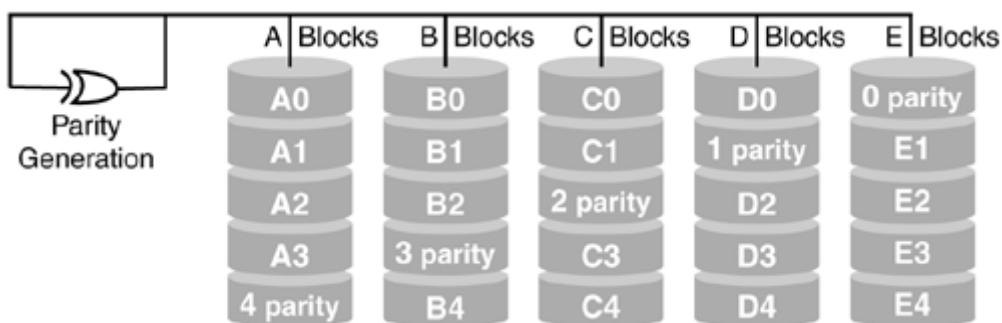 A Blocks B Blocks C Blocks D Blocks E Blocks
A0 B0 C0 D0 0 parity
Parity
Generation
A1 B1 C1 1 parity E1
A2 B2 2 parity D2 E2
A3 3 parity C3 D3 E3
4 parity B4 C4 D4 E4